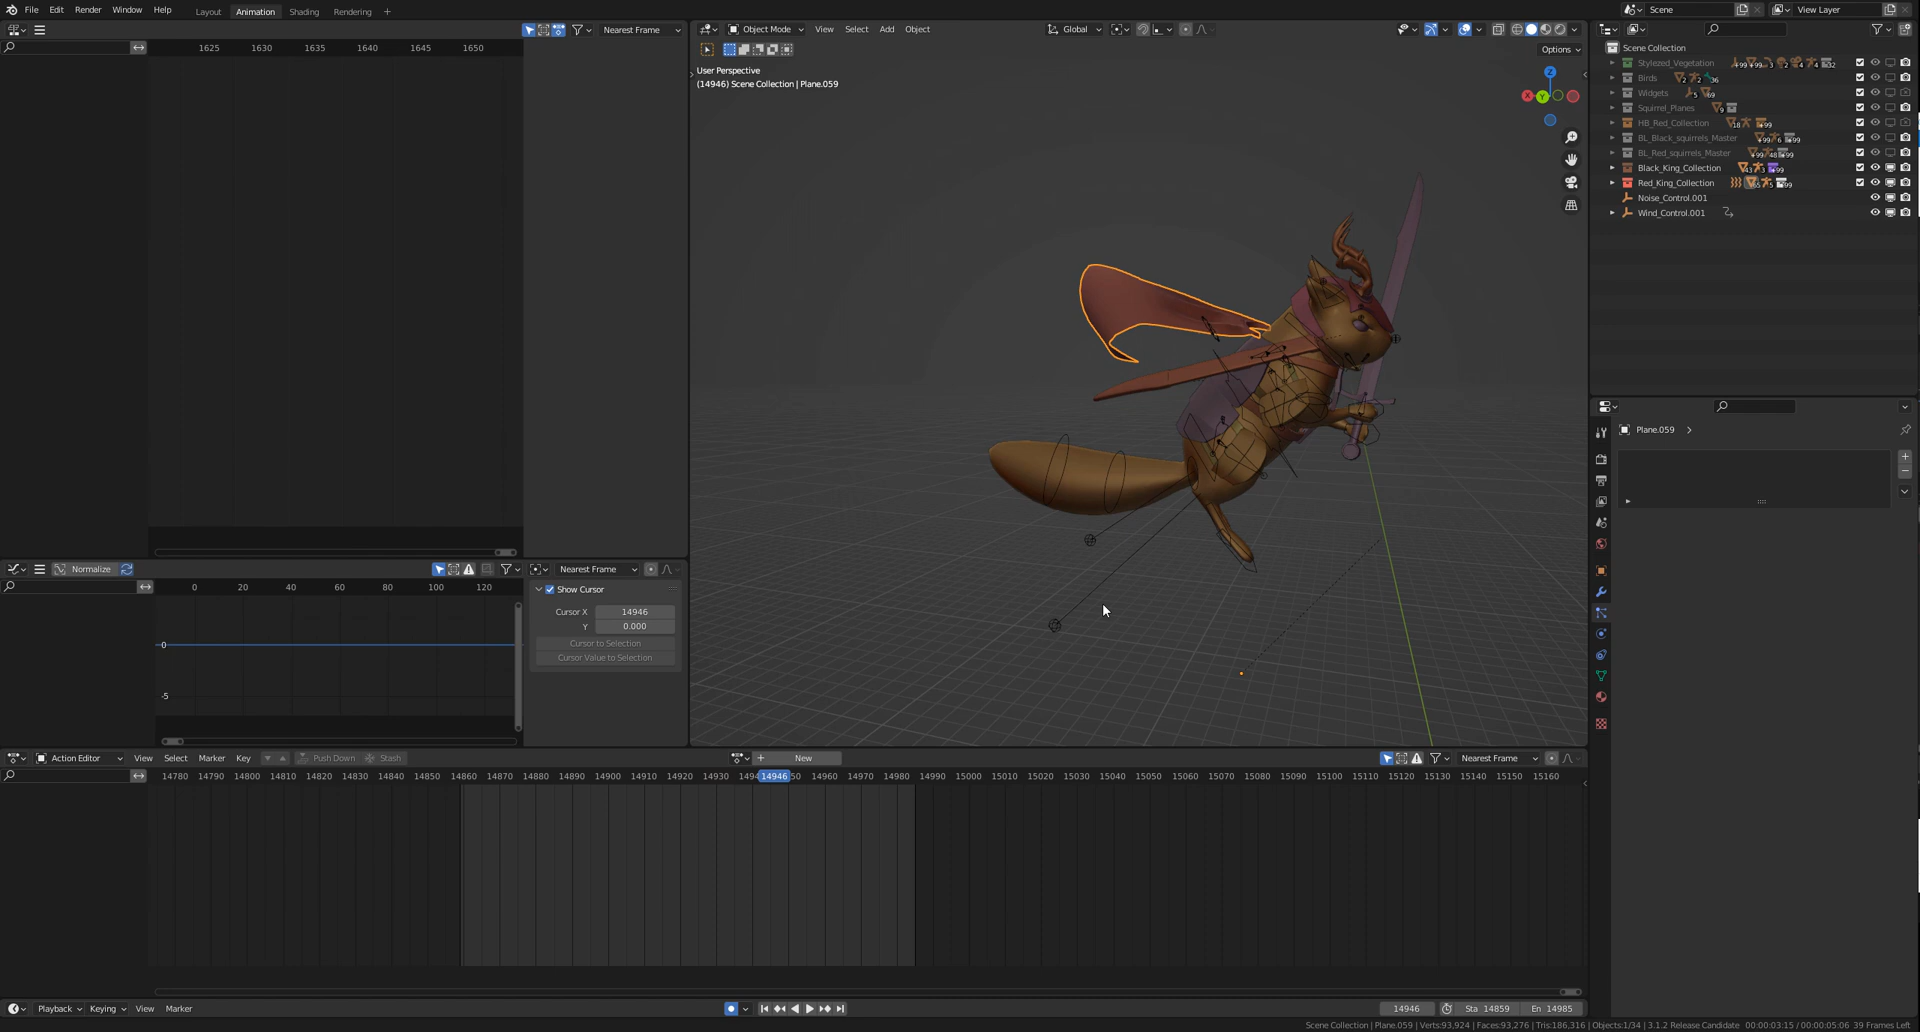 File Edit Render Window Help Layout Animation Shading Rendering + Scene View Layer
Nearest Frame
1625 1630 1635 1640 1645 1650
Object Mode View Select Add Object Global
Options
User Perspective
(14946) Scene Collection | Plane.059
Z
X Y
Scene Collection
Stylezed_Vegetation
Birds
Widgets
Squirrel_Planes
HB_Red_Collection
BL_Black_squirrels_Master
BL_Red_squirrels_Master
Black_King_Collection
Red_King_Collection
Noise_Control.001
Wind_Control.001
Plane.059
Normalize Nearest Frame
0 20 40 60 80 100 120
0
-5
Show Cursor
Cursor X 14946
Y 0.000
Cursor to Selection
Cursor Value to Selection
Action Editor View Select Marker Key Push Down Stash + New Nearest Frame
14780 14790 14800 14810 14820 14830 14840 14850 14860 14870 14880 14890 14900 14910 14920 14930 14946 14960 14970 14980 14990 15000 15010 15020 15030 15040 15050 15060 15070 15080 15090 15100 15110 15120 15130 15140 15150 15160
Playback Keying View Marker 14946 Sta 14859 En 14985
Scene Collection | Plane.059 | Verts:93,924 | Faces:93,276 | Tris:186,316 | Objects:1/34 | 3.1.2 Release Candidate 00:00:03:15 / 00:00:05:06 39 Frames Left